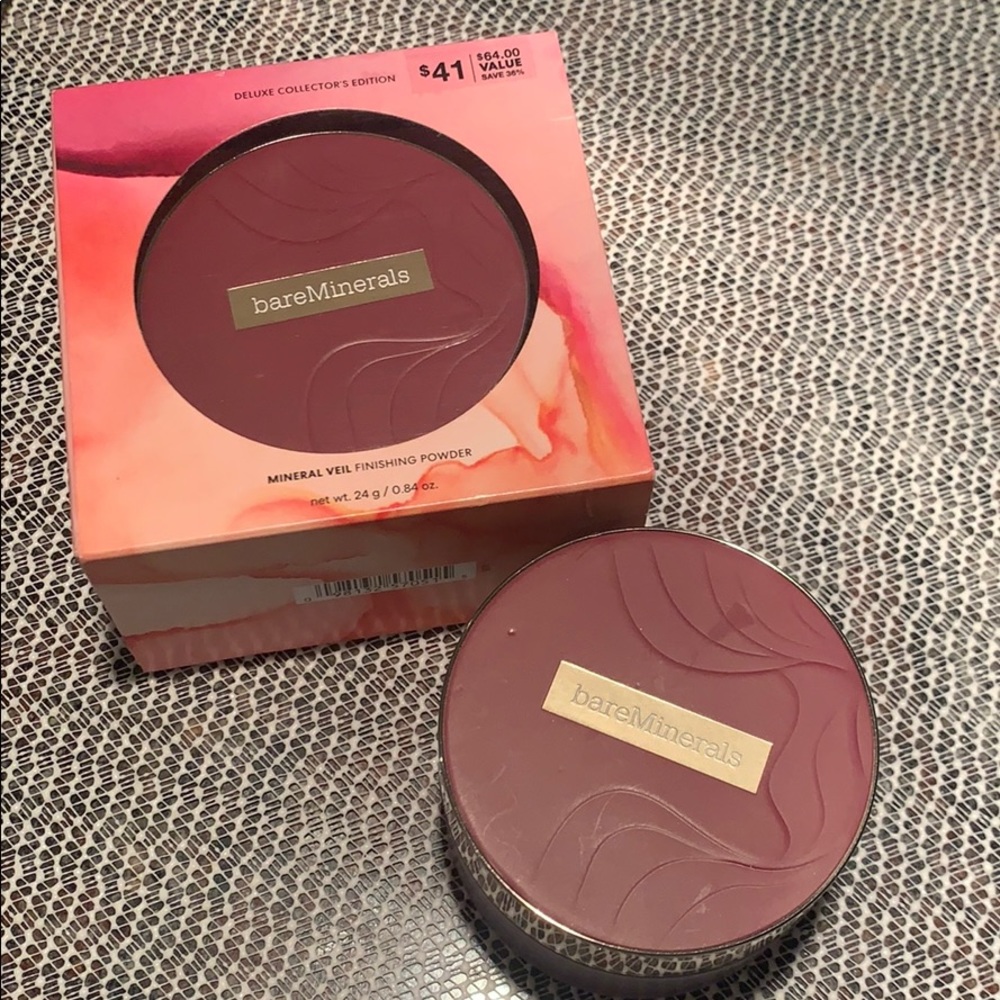 DELUXE COLLECTOR'S EDITION
$41
$64.00
VALUE
SAVE 36%
bareMinerals
MINERAL VEIL FINISHING POWDER
net wt. 24 g / 0.84 oz.
bareMinerals